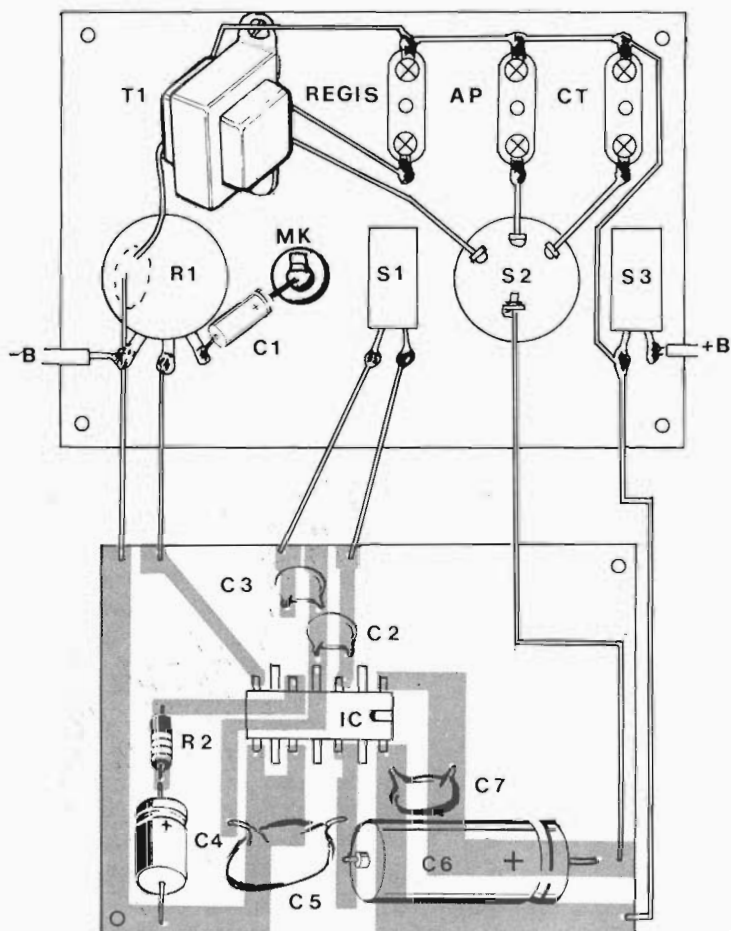 T1 REGIS AP CT
MK
R1 S1 S2 S3
+
C1
-B +B
C3
C2
IC
R2
C7
+
C4 C6 +
C5